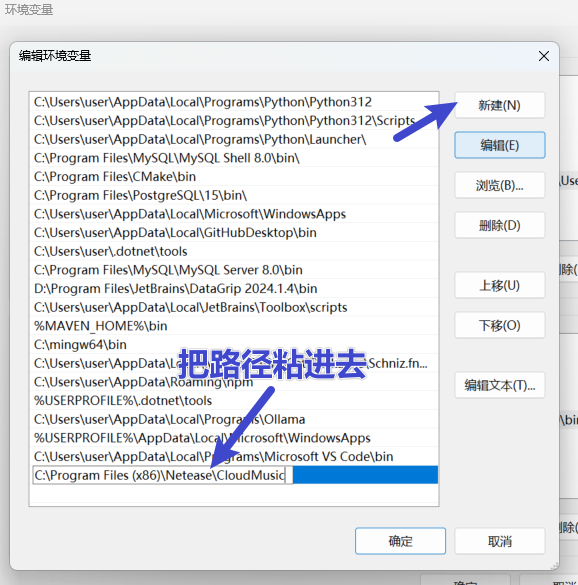 环境变量
编辑环境变量
C:\Users\user\AppData\Local\Programs\Python\Python312
C:\Users\user\AppData\Local\Programs\Python\Python312\Scripts
C:\Users\user\AppData\Local\Programs\Python\Launcher\
C:\Program Files\MySQL\MySQL Shell 8.0\bin\
C:\Program Files\CMake\bin
C:\Program Files\PostgreSQL\15\bin\
C:\Users\user\AppData\Local\Microsoft\WindowsApps
C:\Users\user\AppData\Local\GitHubDesktop\bin
C:\Users\user\.dotnet\tools
C:\Program Files\MySQL\MySQL Server 8.0\bin
D:\Program Files\JetBrains\DataGrip 2024.1.4\bin\
C:\Users\user\AppData\Local\JetBrains\Toolbox\scripts
%MAVEN_HOME%\bin
C:\mingw64\bin
C:\Users\user\AppData\Loc \Schniz.fn...
把路径粘进去
C:\Users\user\AppData\Roaming\npm
%USERPROFILE%\.dotnet\tools
C:\Users\user\AppData\Local\Programs\Ollama
%USERPROFILE%\AppData\Local\Microsoft\WindowsApps
C:\Users\user\AppData\Local\Programs\Microsoft VS Code\bin
C:\Program Files (x86)\Netease\CloudMusic
新建(N)
编辑(E)
浏览(B)...
删除(D)
上移(U)
下移(O)
编辑文本(T)...
确定
取消